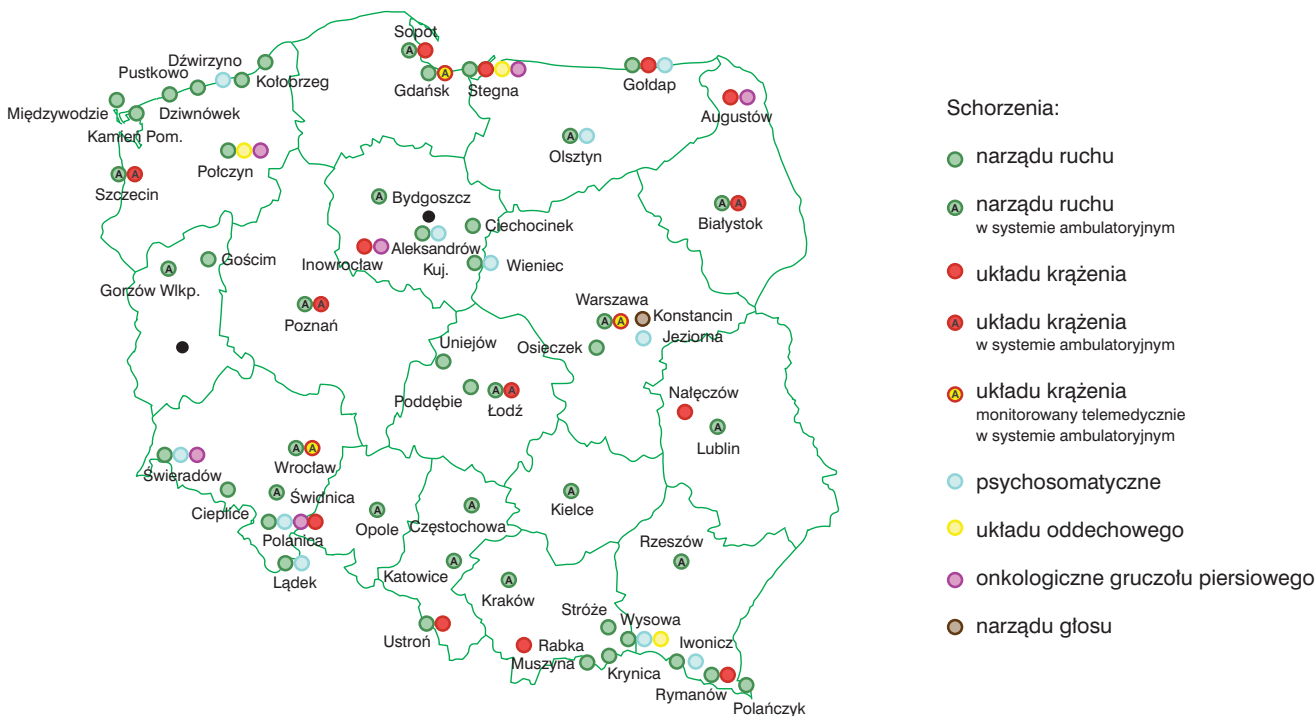 Sopot
A
Dźwirzyno
Pustkowo
Kołobrzeg
A
Gdańsk
Stegna
Gołdap
Międzywodzie
Dziwnówek
Kamień Pom.
Augustów
A
Olsztyn
Połczyn
A A
Szczecin
A
Bydgoszcz
A A
Białystok
Ciechocinek
Aleksandrów
Kuj.
Inowrocław
Wieniec
Gościm
A
Gorzów Wlkp.
A A
Poznań
Warszawa
A A
Konstancin
Jeziorna
Osieczek
Uniejów
Poddębie
A A
Łódź
Nałęczów
A
Lublin
A A
Wrocław
Świeradów
A
Świdnica
Cieplice
Polanica
A
Opole
A
Częstochowa
A
Kielce
Lądek
A
Katowice
A
Kraków
Rzeszów
A
Ustroń
Stróże
Wysowa
Iwonicz
Rabka
Muszyna
Krynica
Rymanów
Polańczyk
Schorzenia:
narządu ruchu
A narządu ruchu
w systemie ambulatoryjnym
układu krążenia
A układu krążenia
w systemie ambulatoryjnym
A układu krążenia
monitorowany telemedycznie
w systemie ambulatoryjnym
psychosomatyczne
układu oddechowego
onkologiczne gruczołu piersiowego
narządu głosu